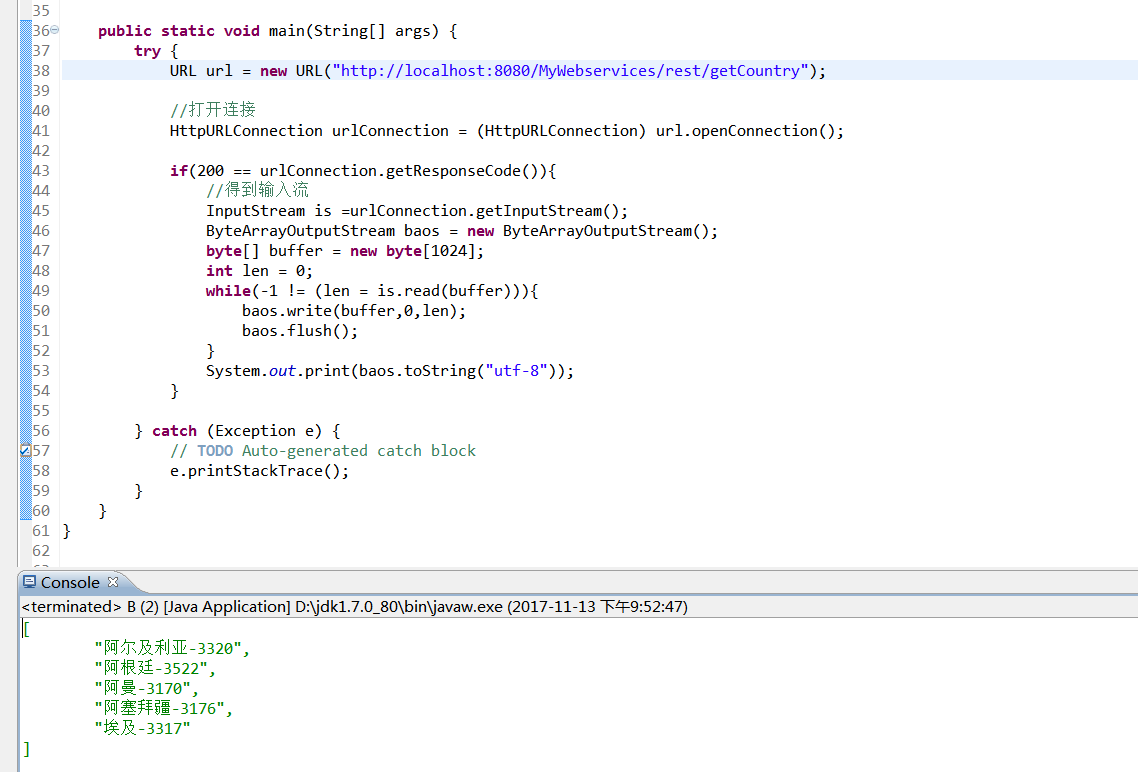 35
36 public static void main(String[] args) {
37 try {
38 URL url = new URL("http://localhost:8080/MyWebservices/rest/getCountry");
39
40 //打开连接
41 HttpURLConnection urlConnection = (HttpURLConnection) url.openConnection();
42
43 if(200 == urlConnection.getResponseCode()){
44 //得到输入流
45 InputStream is =urlConnection.getInputStream();
46 ByteArrayOutputStream baos = new ByteArrayOutputStream();
47 byte[] buffer = new byte[1024];
48 int len = 0;
49 while(-1 != (len = is.read(buffer))){
50 baos.write(buffer,0,len);
51 baos.flush();
52 }
53 System.out.print(baos.toString("utf-8"));
54 }
55
56 } catch (Exception e) {
57 // TODO Auto-generated catch block
58 e.printStackTrace();
59 }
60 }
61 }
62
Console
<terminated> B (2) [Java Application] D:\jdk1.7.0_80\bin\javaw.exe (2017-11-13 下午9:52:47)
[
"阿尔及利亚-3320",
"阿根廷-3522",
"阿曼-3170",
"阿塞拜疆-3176",
"埃及-3317"
]